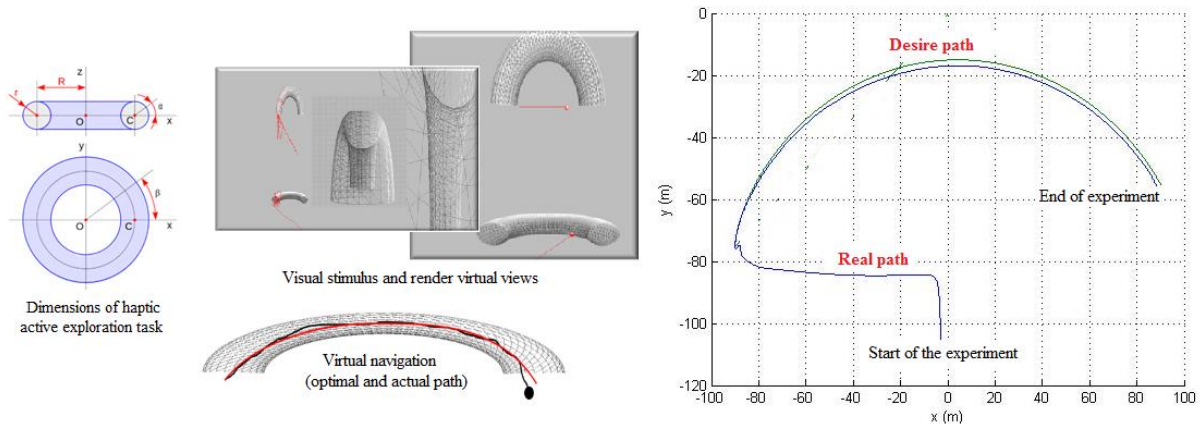 z
R
r
α
O
C
x
y
β
O
C
x
Dimensions of haptic
active exploration task
Visual stimulus and render virtual views
Virtual navigation
(optimal and actual path)
0
-20
-40
-60
-80
-100
-120
y (m)
Desire path
End of experiment
Real path
Start of the experiment
-100
-80
-60
-40
-20
0
20
40
60
80
100
x (m)